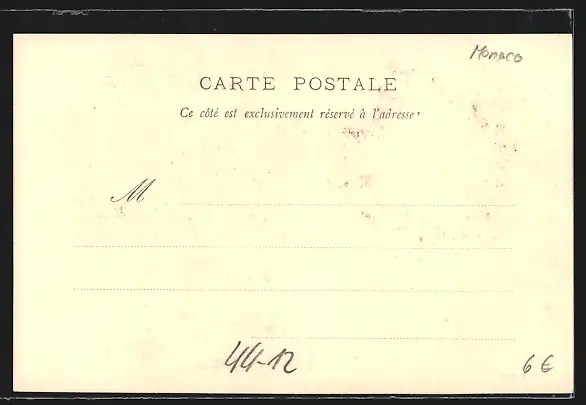 Monaco
CARTE POSTALE
Ce côté est exclusivement réservé à l'adresse
M
44-12
6 €